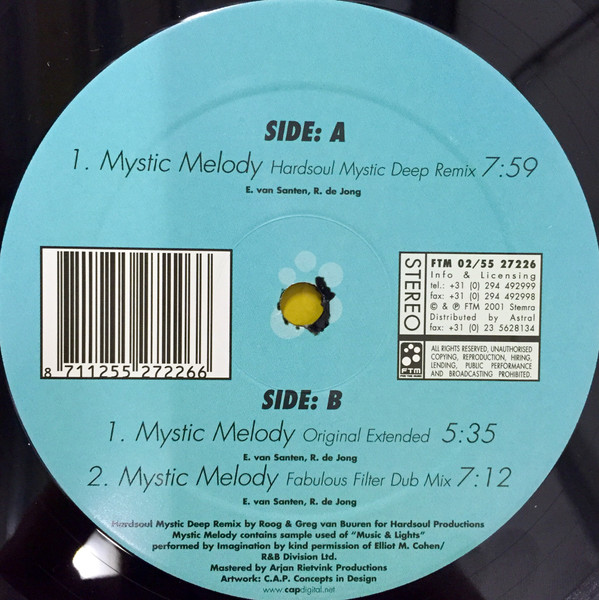 SIDE: A
1. Mystic Melody Hardsoul Mystic Deep Remix 7:59
E. van Santen, R. de Jong
8 711255 272266
STEREO
FTM 02/55 27226
Info & Licensing
tel.: +31 (0) 294 492999
fax: +31 (0) 294 492998
© & ℗ FTM 2001 Stemra
Distributed by Astral
fax: +31 (0) 23 5628134
FTM
ALL RIGHTS RESERVED, UNAUTHORISED
COPYING, REPRODUCTION, HIRING,
LENDING, PUBLIC PERFORMANCE
AND BROADCASTING PROHIBITED.
SIDE: B
1. Mystic Melody Original Extended 5:35
E. van Santen, R. de Jong
2. Mystic Melody Fabulous Filter Dub Mix 7:12
E. van Santen, R. de Jong
Hardsoul Mystic Deep Remix by Roog & Greg van Buuren for Hardsoul Productions
Mystic Melody contains sample used of "Music & Lights"
performed by Imagination by kind permission of Elliot M. Cohen/
R&B Division Ltd.
Mastered by Arjan Rietvink Productions
Artwork: C.A.P. Concepts in Design
www.capdigital.net